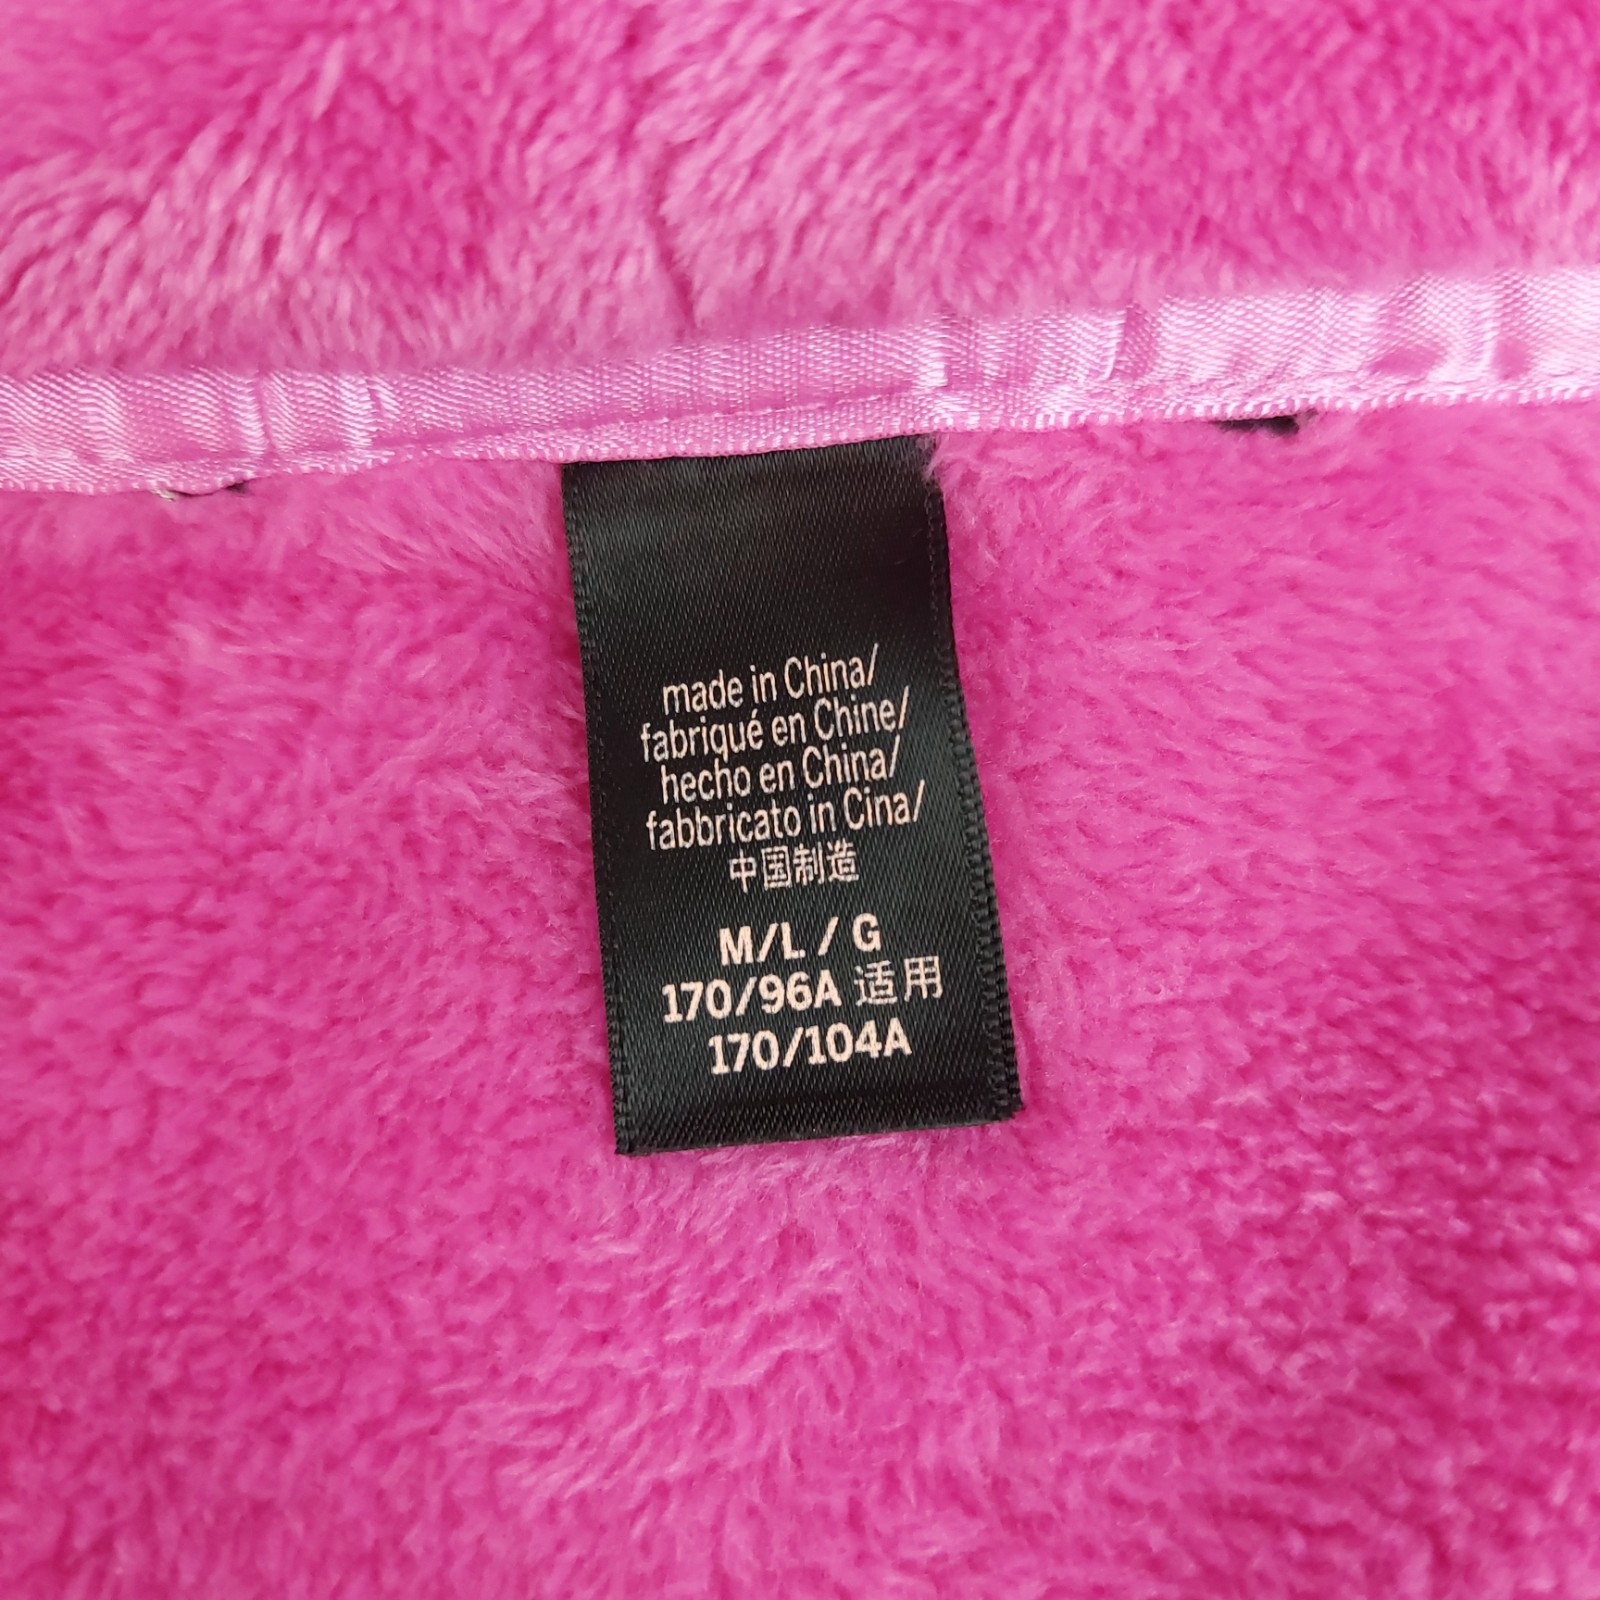 made in China/
fabriqué en Chine/
hecho en China/
fabbricato in Cina/
中国制造
M/L / G
170/96A 适用
170/104A